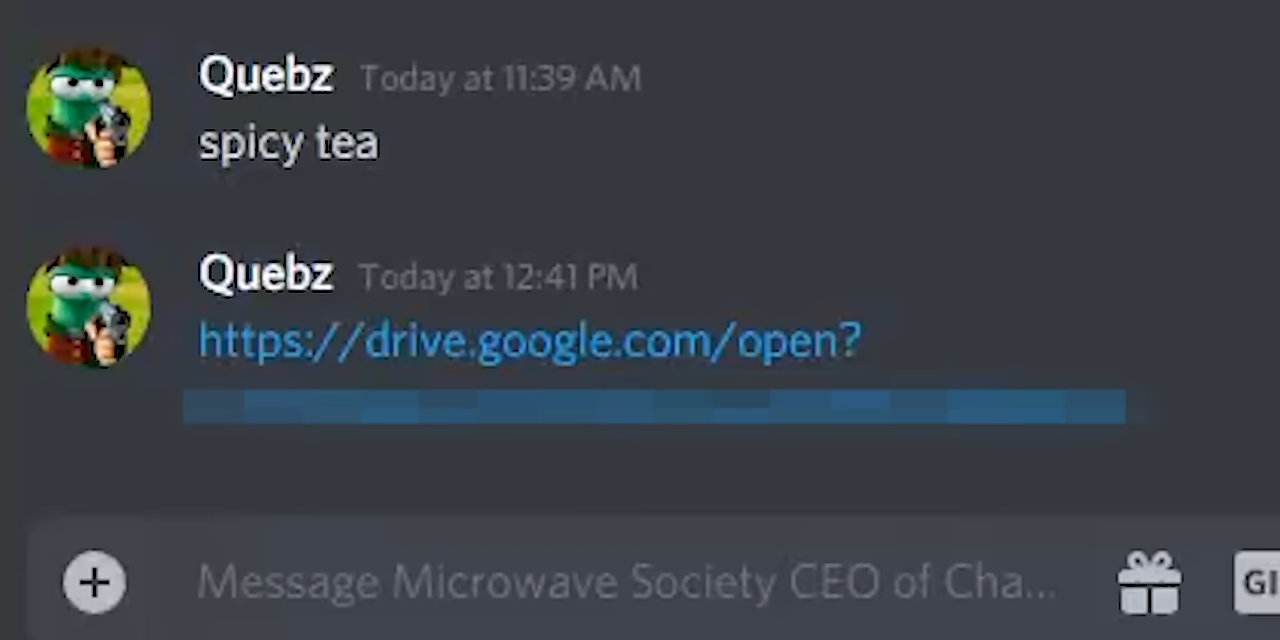 Quebz Today at 11:39 AM
spicy tea
Quebz Today at 12:41 PM
https://drive.google.com/open?
Message Microwave Society CEO of Cha...
GI